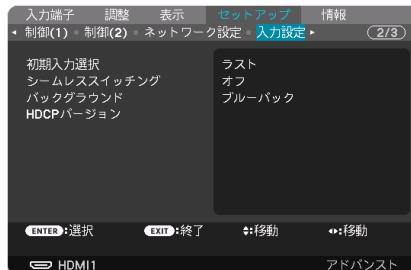 入力端子 調整 表示 セットアップ 情報
◂ 制御(1) ● 制御(2) ● ネットワーク設定 ● 入力設定 ▸ 2/3
初期入力選択 ラスト
シームレススイッチング オフ
バックグラウンド ブルーバック
HDCPバージョン
ENTER:選択 EXIT:終了 :移動 :移動
HDMI1 アドバンスト